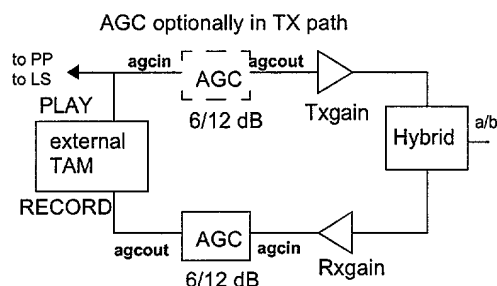 AGC optionally in TX path
to PP
to LS
agcin
AGC
agcout
6/12 dB
Txgain
PLAY
external
TAM
RECORD
Hybrid
a/b
agcout
AGC
agcin
6/12 dB
Rxgain